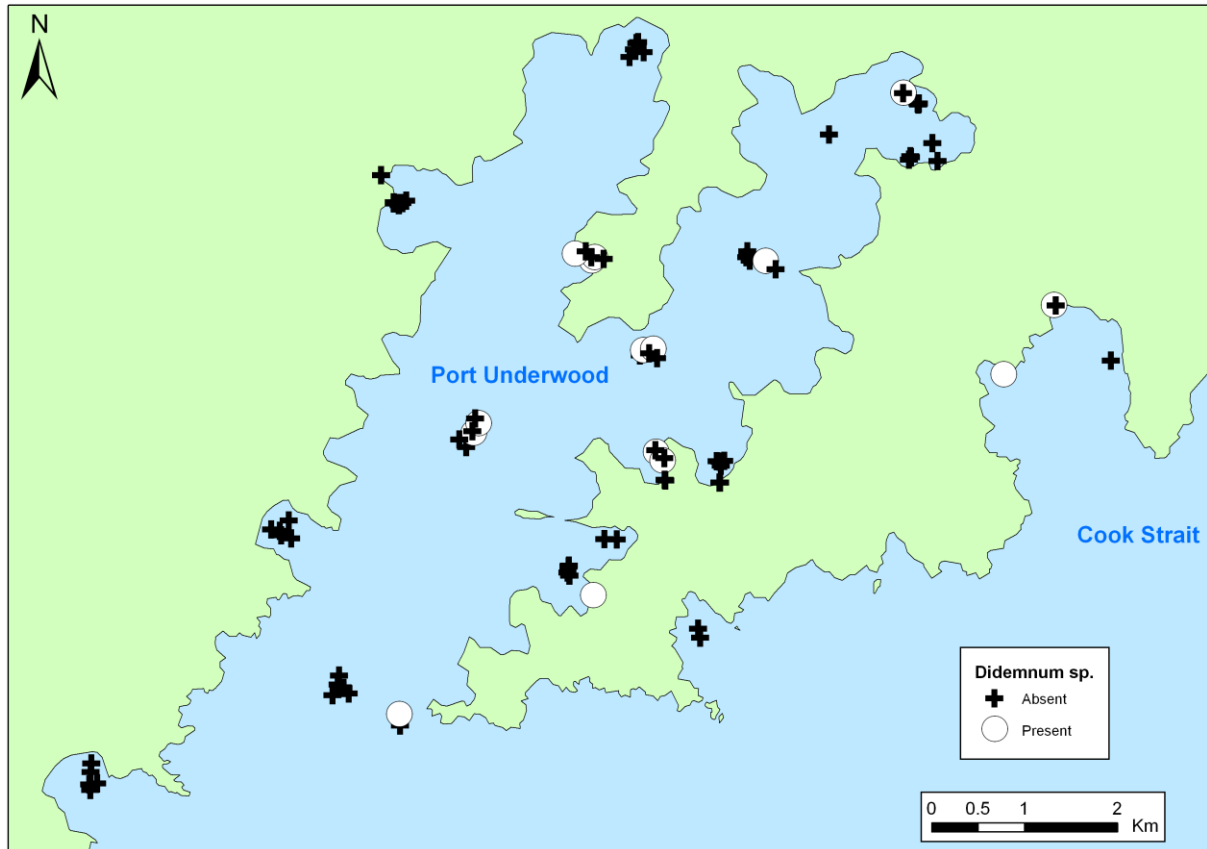 N
Port Underwood
Cook Strait
Didemnum sp.
Absent
Present
0 0.5 1 2
Km